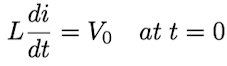 L di/dt = V₀ at t = 0